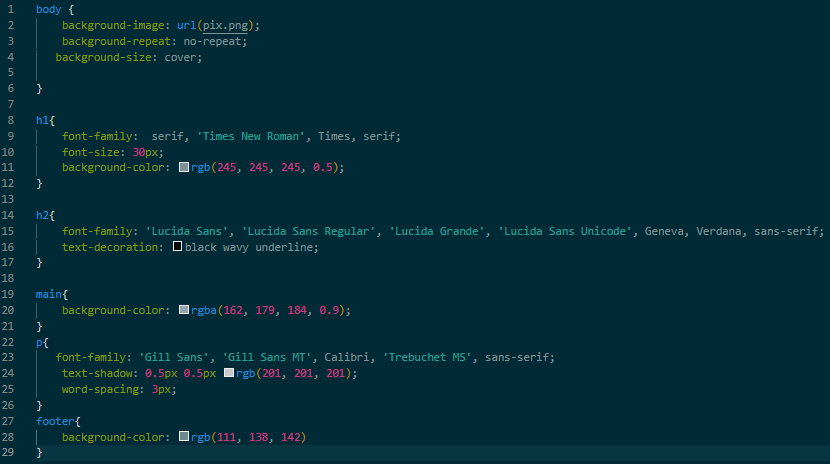 1 body {
2     background-image: url(pix.png);
3     background-repeat: no-repeat;
4    background-size: cover;
5
6 }
7
8 h1{
9     font-family:  serif, 'Times New Roman', Times, serif;
10     font-size: 30px;
11     background-color: rgb(245, 245, 245, 0.5);
12 }
13
14 h2{
15     font-family: 'Lucida Sans', 'Lucida Sans Regular', 'Lucida Grande', 'Lucida Sans Unicode', Geneva, Verdana, sans-serif;
16     text-decoration: black wavy underline;
17 }
18
19 main{
20     background-color: rgba(162, 179, 184, 0.9);
21 }
22 p{
23    font-family: 'Gill Sans', 'Gill Sans MT', Calibri, 'Trebuchet MS', sans-serif;
24     text-shadow: 0.5px 0.5px rgb(201, 201, 201);
25     word-spacing: 3px;
26 }
27 footer{
28     background-color: rgb(111, 138, 142)
29 }